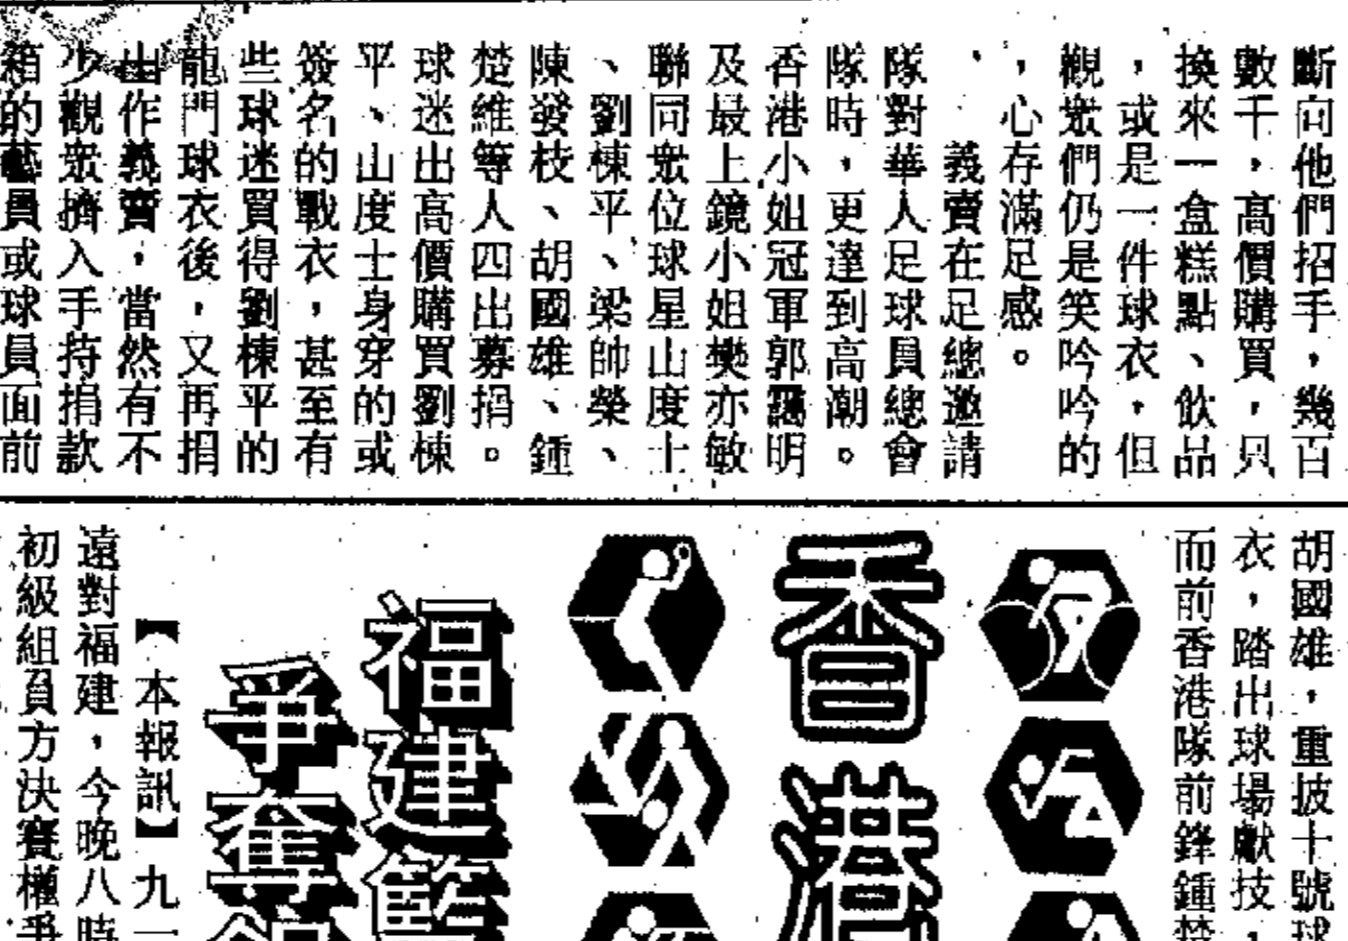 斷向他們招手，幾百
數千，高價購買，只
換來一盒糕點、飲品
，或是一件球衣，但
觀眾們仍是笑吟吟的
，心存滿足感。
義賣在足總邀請
隊對華人足球員總會
隊時，更達到高潮。
香港小姐冠軍郭靄明
及最上鏡小姐樊亦敏
聯同眾位球星山度士
、劉棟平、梁帥榮、
陳發枝、胡國雄、鍾
楚維等人四出募捐。
球迷出高價購買劉棟
平、山度士身穿的或
簽名的戰衣，甚至有
些球迷買得劉棟平的
龍門球衣後，又再捐
出作義賣，當然有不
少觀眾擠入手持捐款
箱的藝員或球員面前
胡國雄，重披十號球
衣，踏出球場獻技，
而前香港隊前鋒鍾楚
香港
福建籃
爭奪
【本報訊】九一
遠對福建，今晚八時
初級組負方決賽權爭